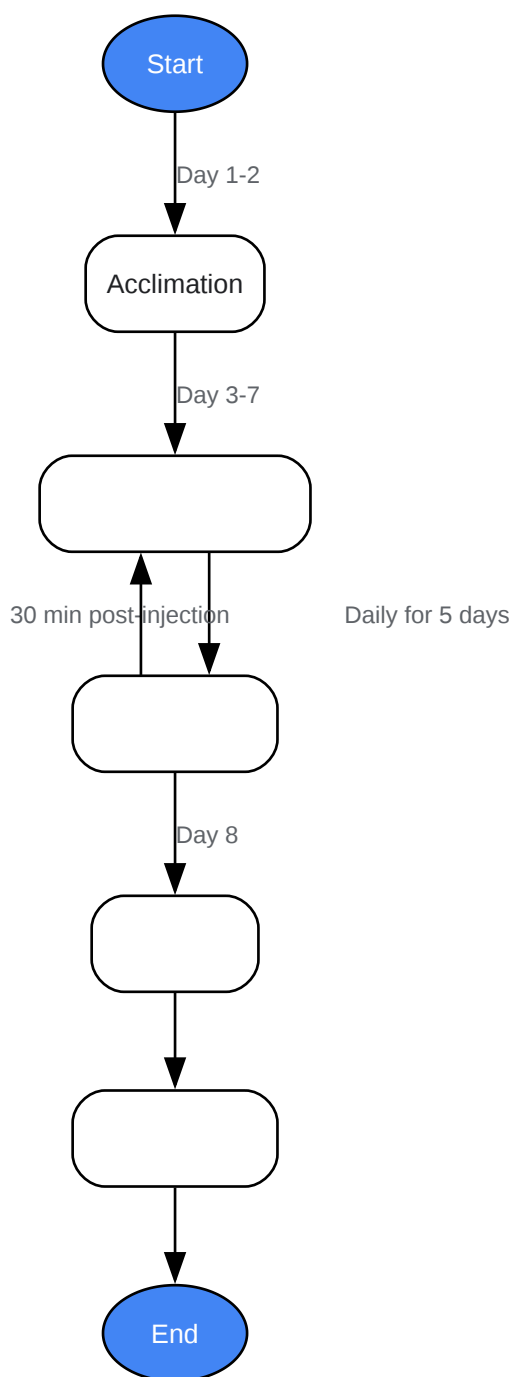 Start
Day 1-2
Acclimation
Day 3-7
30 min post-injection
Daily for 5 days
Day 8
End